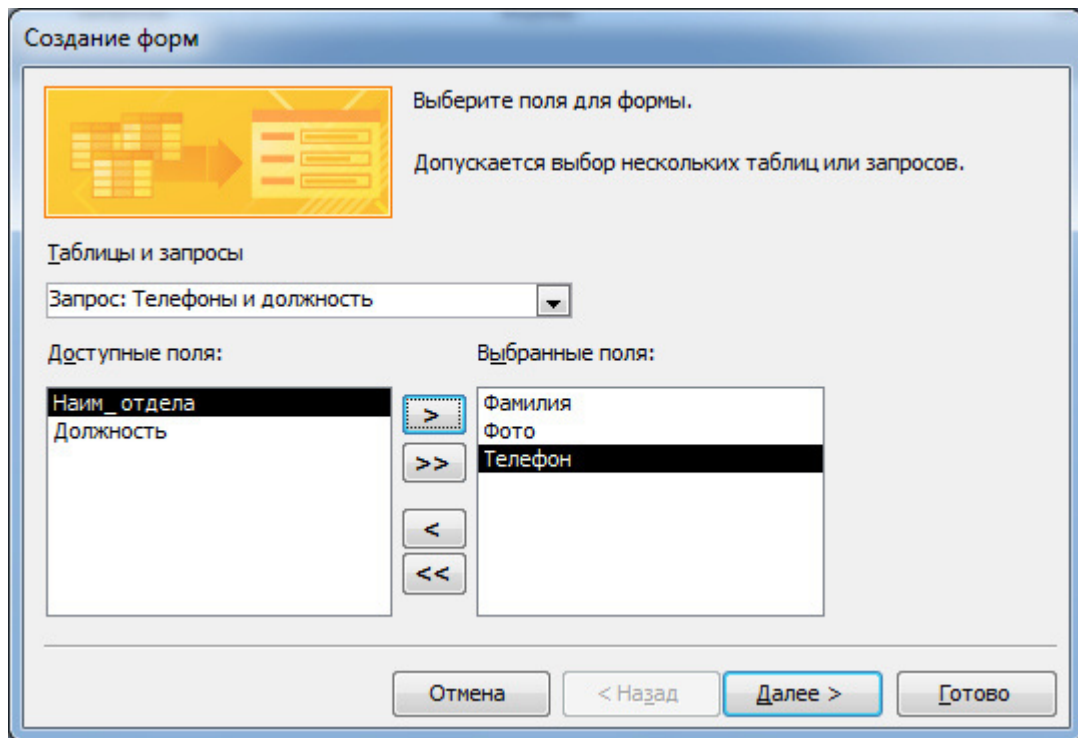 Создание форм
Выберите поля для формы.
Допускается выбор нескольких таблиц или запросов.
Таблицы и запросы
Запрос: Телефоны и должность
Доступные поля:
Выбранные поля:
Наим_отдела
Должность
>
>>
<
<<
Фамилия
Фото
Телефон
Отмена
< Назад
Далее >
Готово